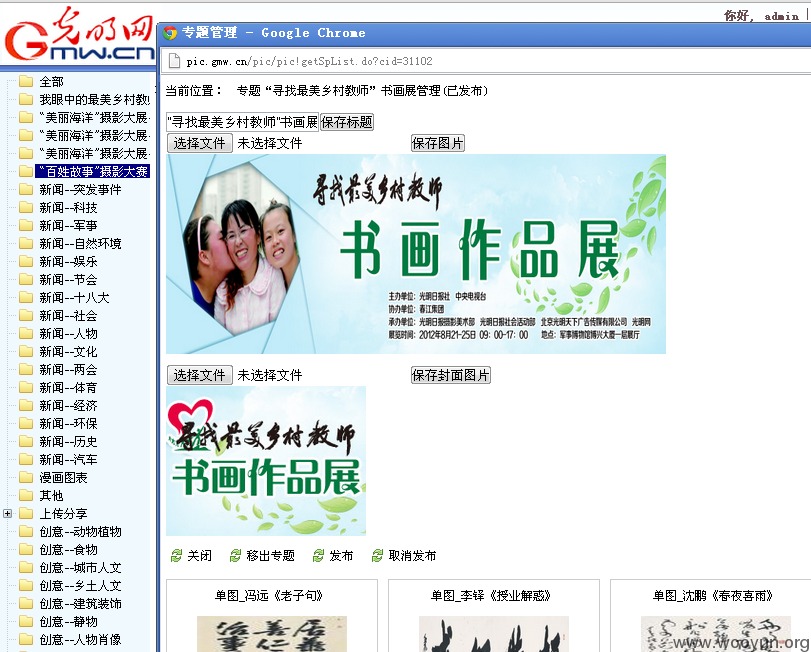 你好, admin |
光明网
Gmw.cn
专题管理 - Google Chrome
pic.gmw.cn/pic/pic!getSpList.do?cid=31102
当前位置： 专题“寻找最美乡村教师”书画展管理(已发布)
"寻找最美乡村教师"书画展 保存标题
选择文件 未选择文件 保存图片
寻找最美乡村教师
书画作品展
主办单位：光明日报社 中央电视台
协办单位：春江集团
承办单位：光明日报摄影美术部 光明日报社会活动部 北京光明天下广告传媒有限公司 光明网
展览时间：2012年8月21-25日 09：00-17：00 地点：军事博物馆博兴大厦一层展厅
选择文件 未选择文件 保存封面图片
寻找最美乡村教师
书画作品展
关闭 移出专题 发布 取消发布
单图_冯远《老子句》 单图_李铎《授业解惑》 单图_沈鹏《春夜喜雨》
全部
我眼中的最美乡村教
“美丽海洋”摄影大展
“美丽海洋”摄影大展
“美丽海洋”摄影大展
“百姓故事”摄影大赛
新闻--突发事件
新闻--科技
新闻--军事
新闻--自然环境
新闻--娱乐
新闻--节会
新闻--十八大
新闻--社会
新闻--人物
新闻--文化
新闻--两会
新闻--体育
新闻--经济
新闻--环保
新闻--历史
新闻--汽车
漫画图表
其他
上传分享
创意--动物植物
创意--食物
创意--城市人文
创意--乡土人文
创意--建筑装饰
创意--静物
创意--人物肖像
www.wooyun.org